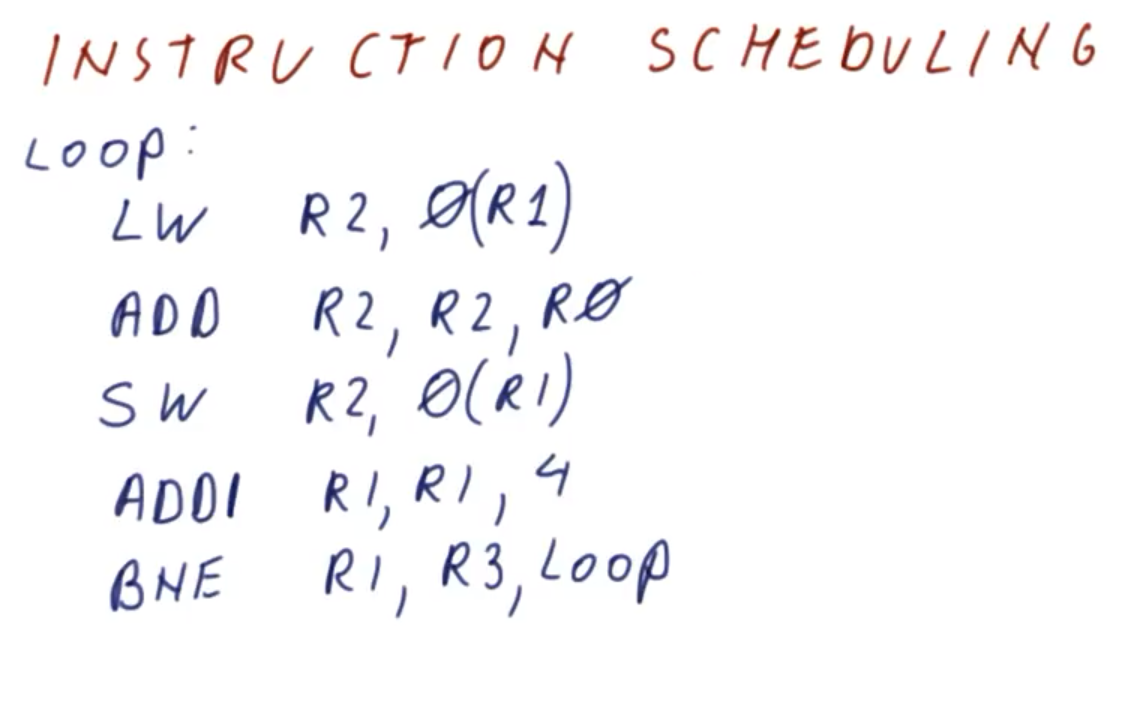 INSTRUCTION SCHEDULING
LOOP:
LW R2, Ø(R1)
ADD R2, R2, RØ
SW R2, Ø(R1)
ADDI R1, R1, 4
BNE R1, R3, LOOP